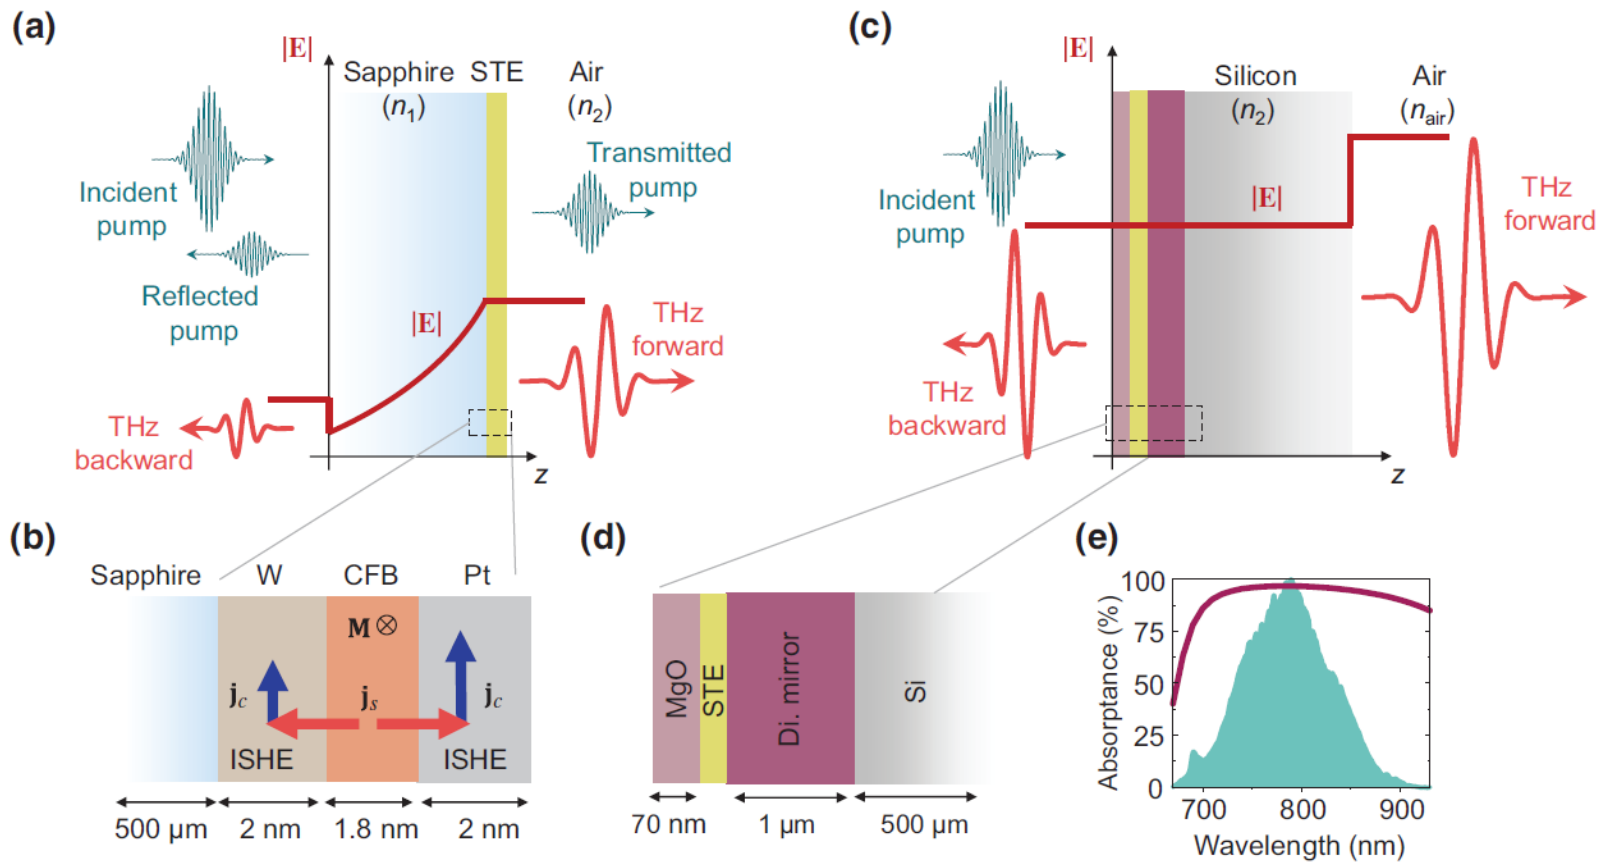 (a)
|E|
Sapphire
(n1)
STE
Air
(n2)
Incident
pump
Reflected
pump
Transmitted
pump
|E|
THz
forward
THz
backward
z
(c)
|E|
Silicon
(n2)
Air
(nair)
Incident
pump
|E|
THz
forward
THz
backward
z
(b)
Sapphire
W
CFB
Pt
M ⊗
jc
js
jc
ISHE
ISHE
500 µm
2 nm
1.8 nm
2 nm
(d)
MgO
STE
Di. mirror
Si
70 nm
1 µm
500 µm
(e)
Absorptance (%)
100
75
50
25
0
700
800
900
Wavelength (nm)